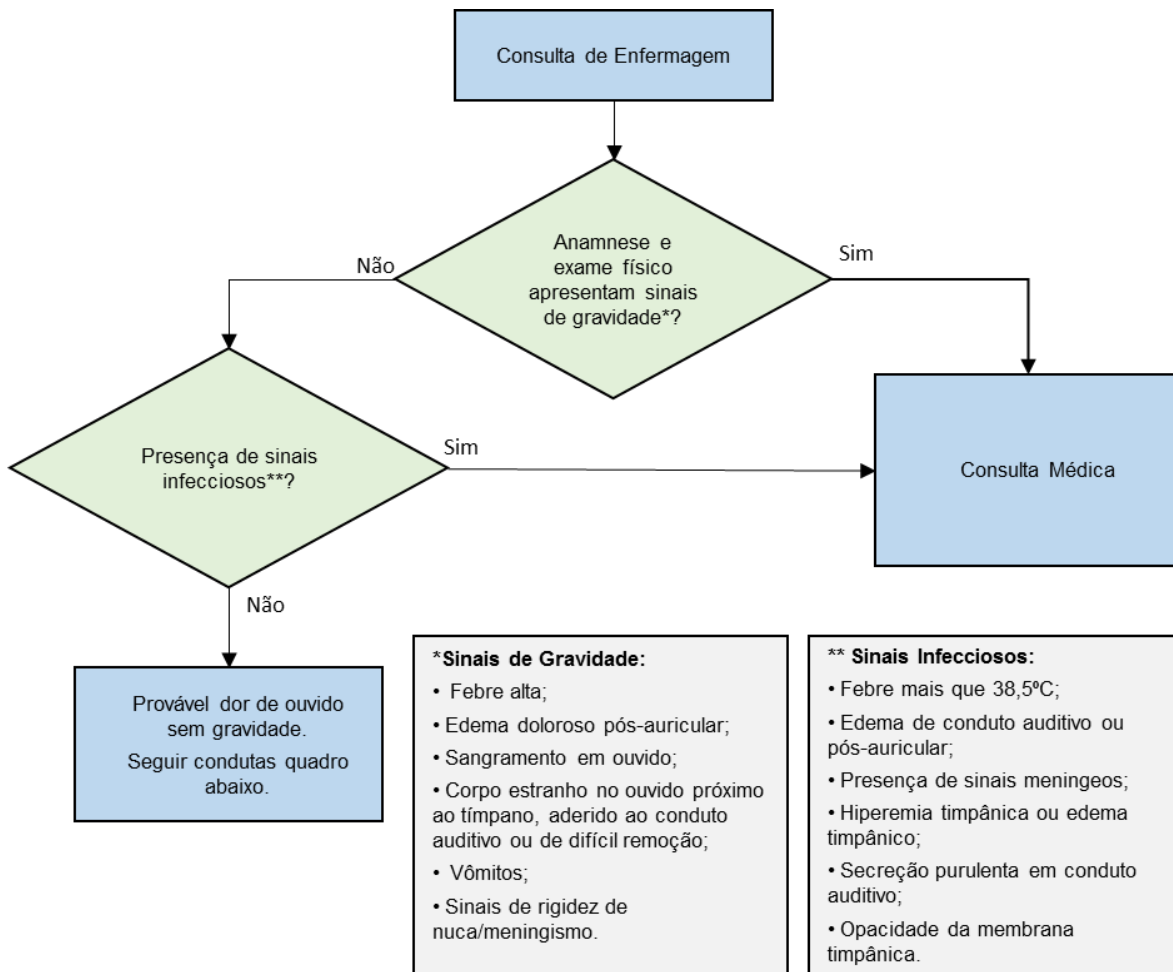 Consulta de Enfermagem
Anamnese e
exame físico
apresentam sinais
de gravidade*?
Não
Sim
Presença de sinais
infecciosos**?
Sim
Consulta Médica
Não
Provável dor de ouvido
sem gravidade.
Seguir condutas quadro
abaixo.
*Sinais de Gravidade:
• Febre alta;
• Edema doloroso pós-auricular;
• Sangramento em ouvido;
• Corpo estranho no ouvido próximo
ao tímpano, aderido ao conduto
auditivo ou de difícil remoção;
• Vômitos;
• Sinais de rigidez de
nuca/meningismo.
** Sinais Infecciosos:
• Febre mais que 38,5ºC;
• Edema de conduto auditivo ou
pós-auricular;
• Presença de sinais meningeos;
• Hiperemia timpânica ou edema
timpânico;
• Secreção purulenta em conduto
auditivo;
• Opacidade da membrana
timpânica.